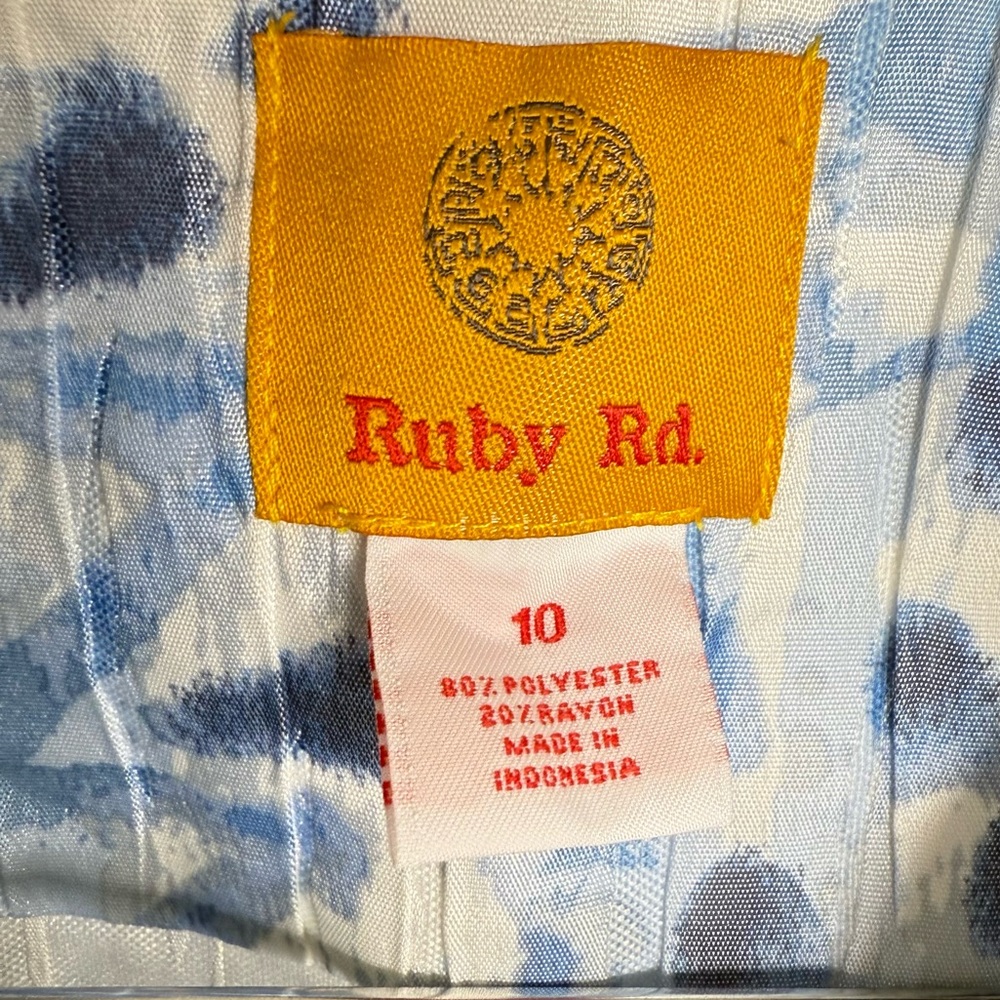 Ruby Rd.
10
80% POLYESTER
20% RAYON
MADE IN
INDONESIA